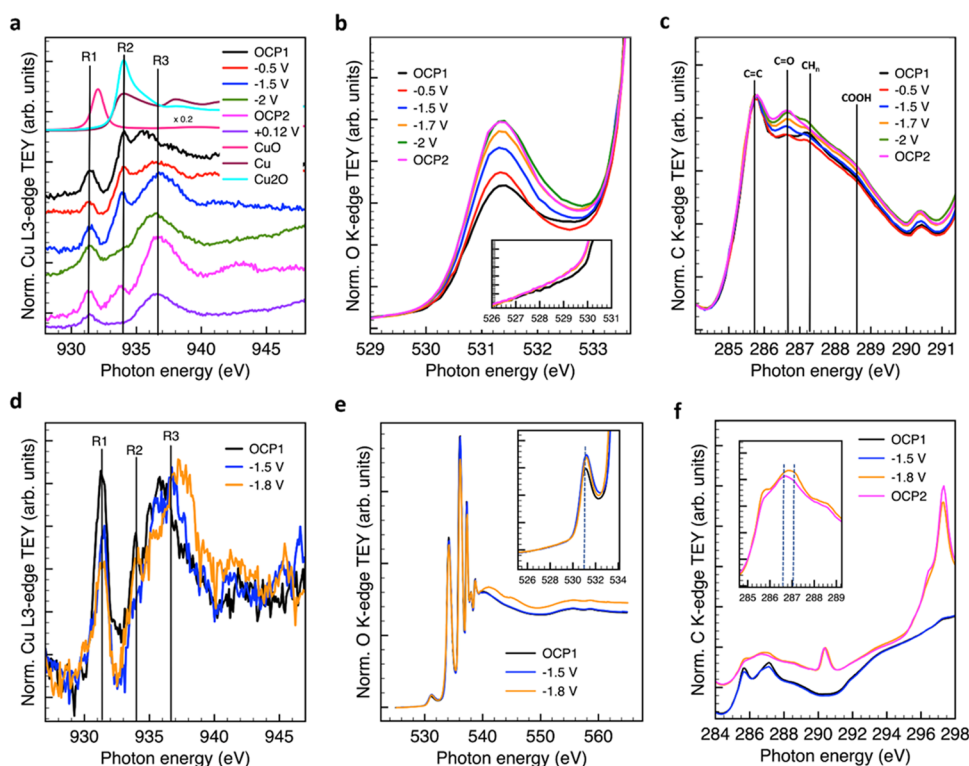 a
R1
R2
R3
OCP1
-0.5 V
-1.5 V
-2 V
OCP2
+0.12 V
CuO
Cu
Cu2O
x 0.2
Norm. Cu L3-edge TEY (arb. units)
930
935
940
945
Photon energy (eV)
b
OCP1
-0.5 V
-1.5 V
-1.7 V
-2 V
OCP2
526 527 528 529 530 531
Norm. O K-edge TEY (arb. units)
529
530
531
532
533
Photon energy (eV)
c
C=C
C=O
CHn
COOH
OCP1
-0.5 V
-1.5 V
-1.7 V
-2 V
OCP2
Norm. C K-edge TEY (arb. units)
285 286 287 288 289 290 291
Photon energy (eV)
d
R1
R2
R3
OCP1
-1.5 V
-1.8 V
Norm. Cu L3-edge TEY (arb. units)
930
935
940
945
Photon energy (eV)
e
526 528 530 532 534
OCP1
-1.5 V
-1.8 V
Norm. O K-edge TEY (arb. units)
530
540
550
560
Photon energy (eV)
f
OCP1
-1.5 V
-1.8 V
OCP2
285 286 287 288 289
Norm. C K-edge TEY (arb. units)
284 286 288 290 292 294 296 298
Photon energy (eV)